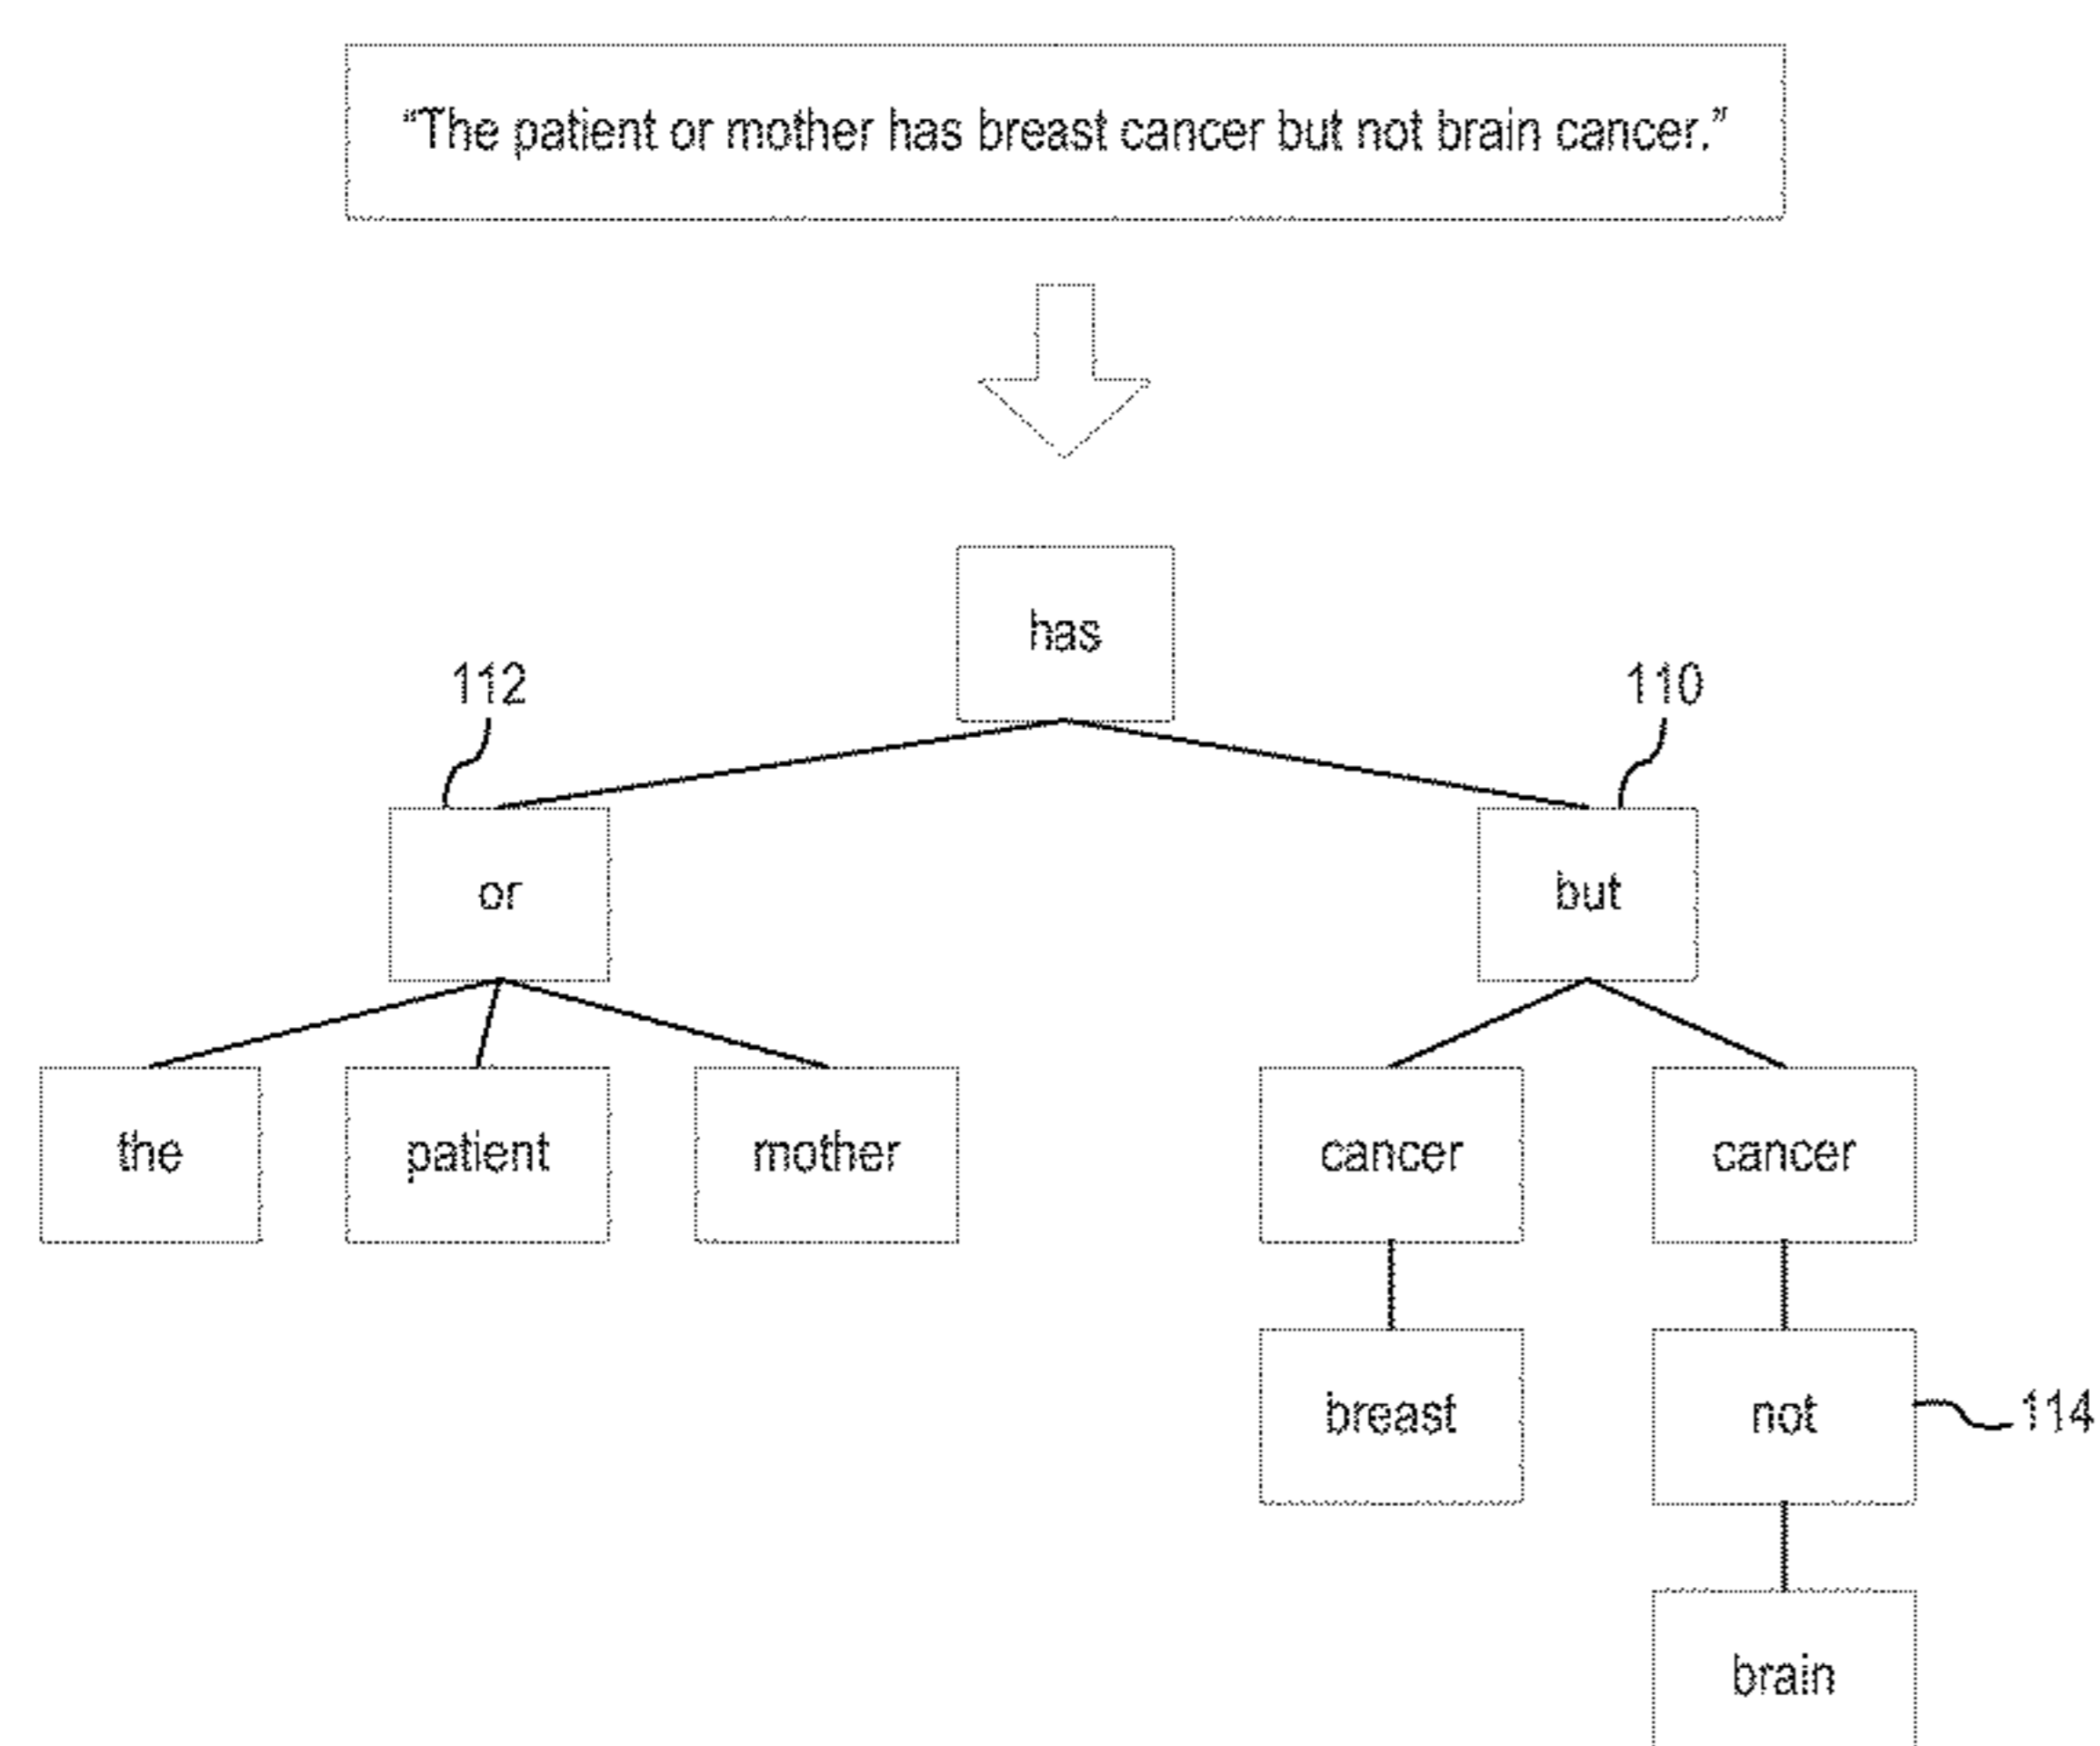 “The patient or mother has breast cancer but not brain cancer.”
has
112
110
or
but
the
patient
mother
cancer
cancer
breast
not
114
brain